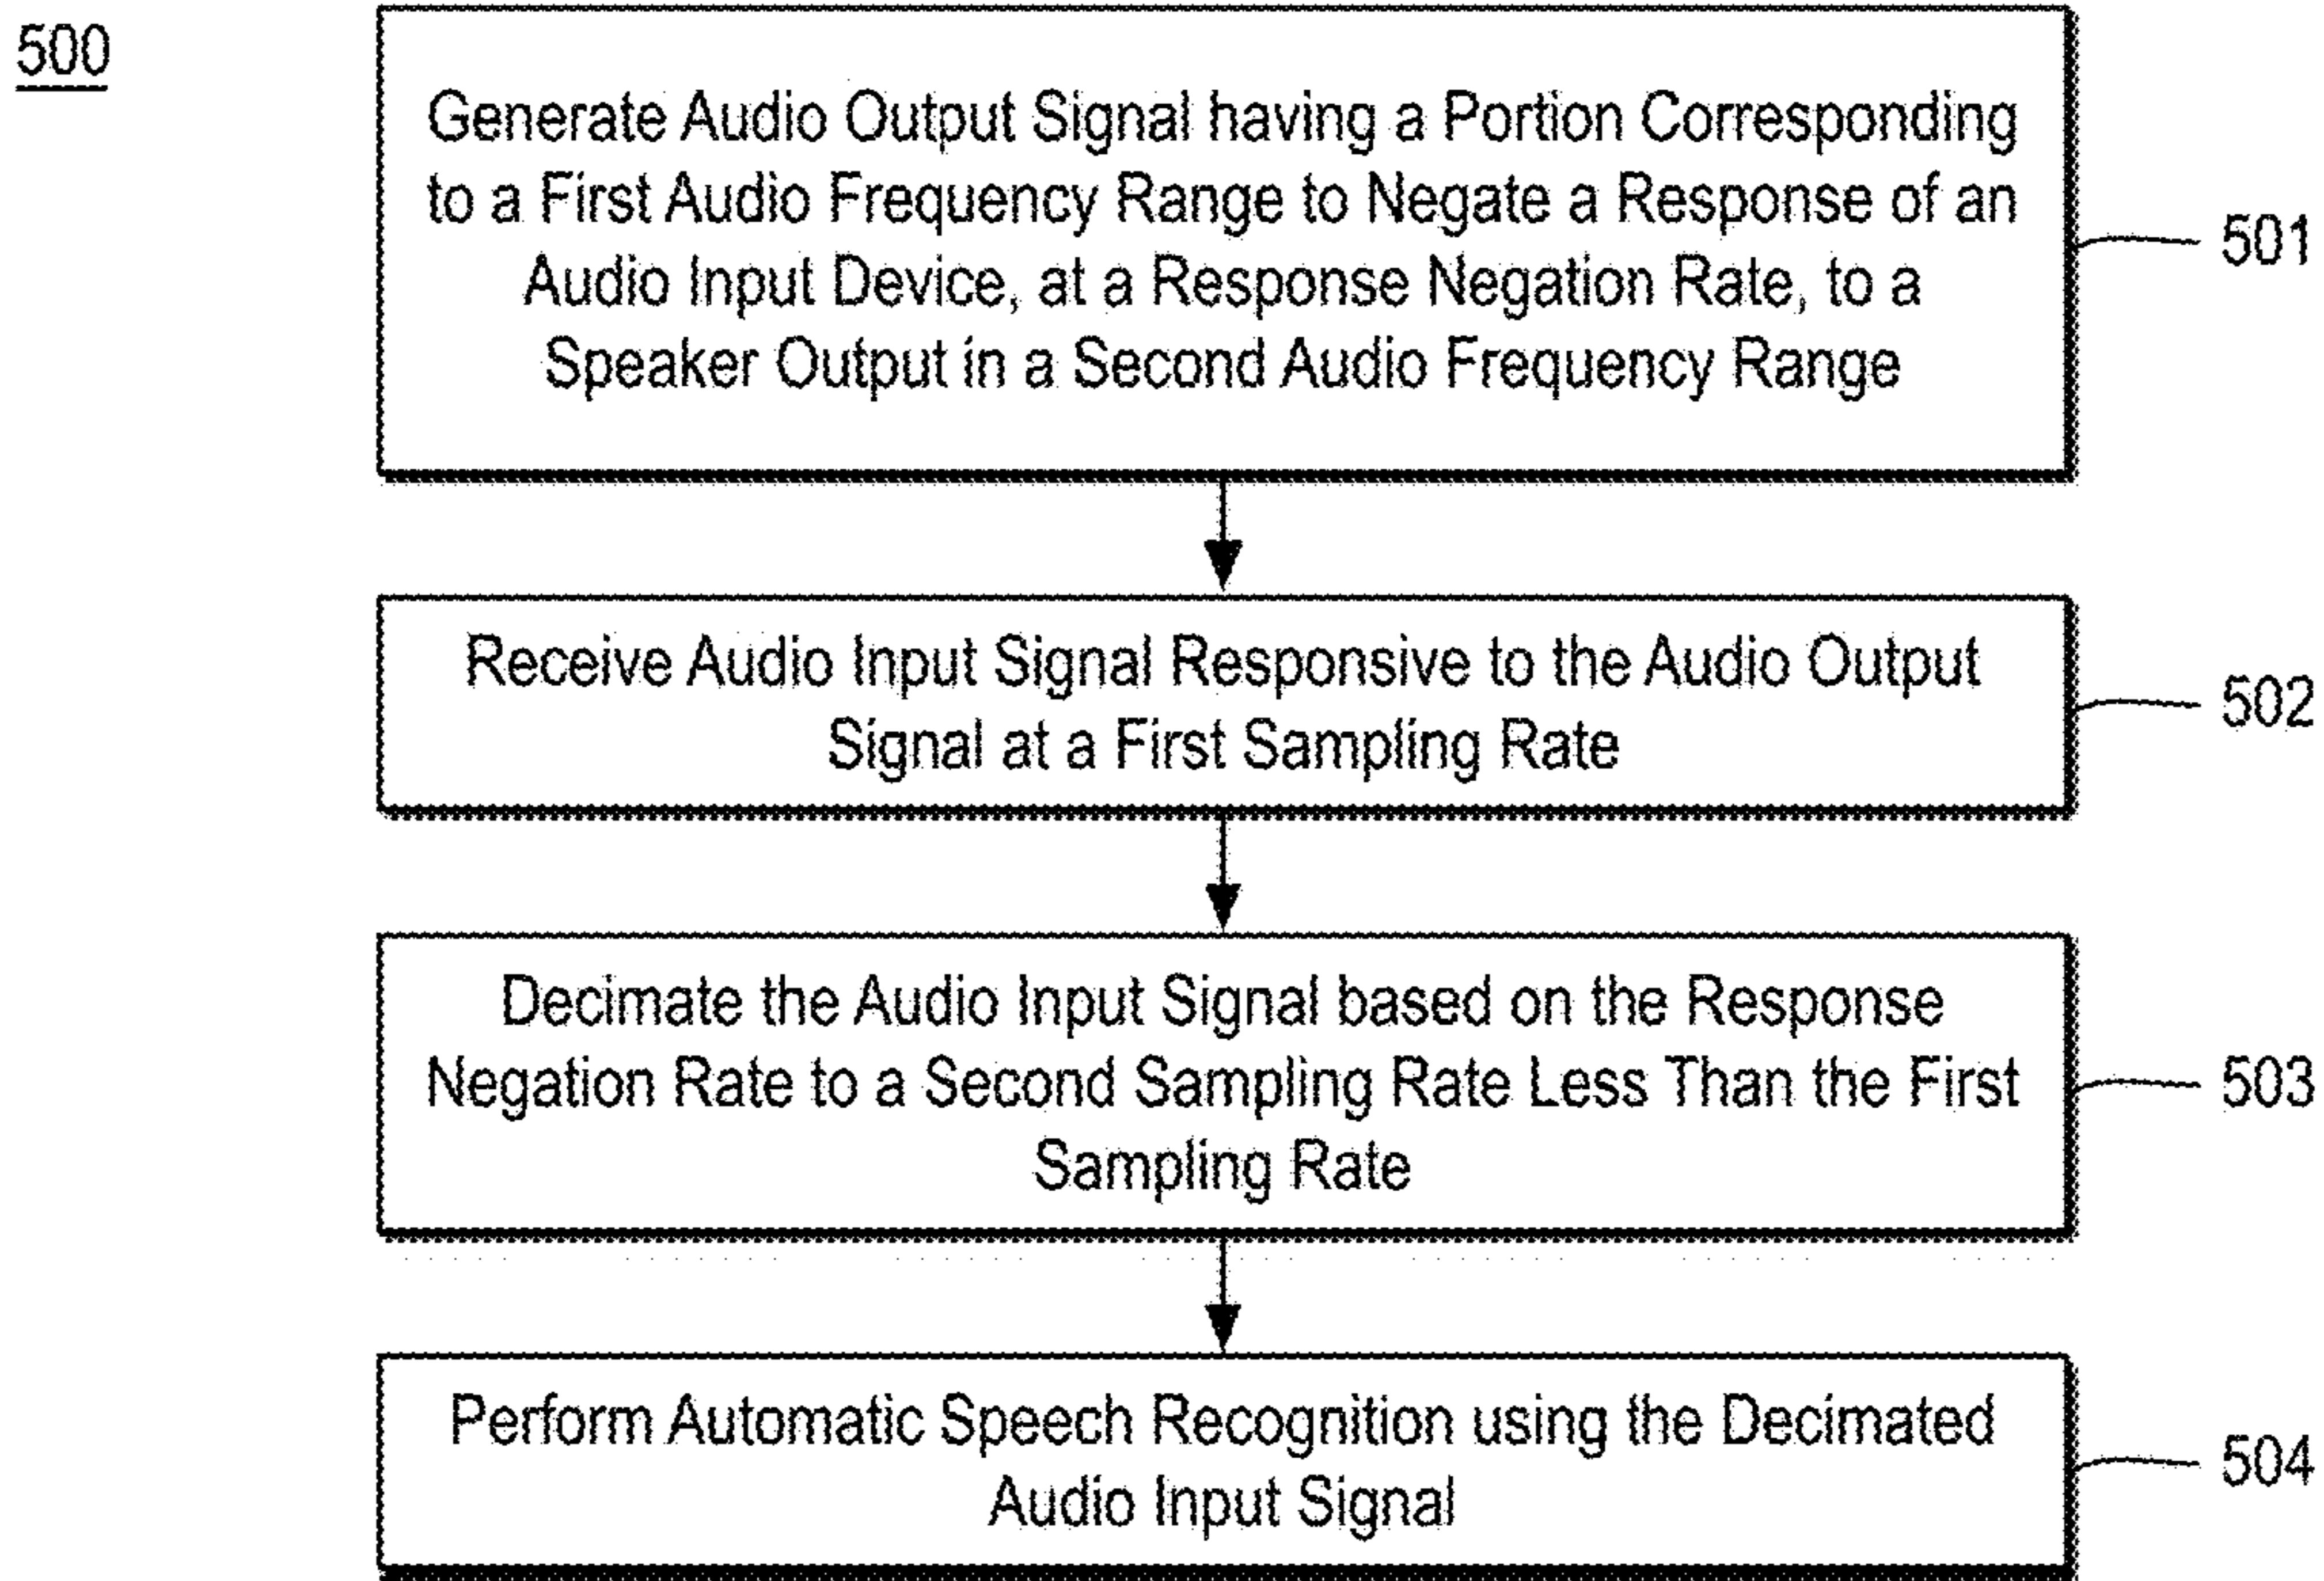 500
Generate Audio Output Signal having a Portion Corresponding
to a First Audio Frequency Range to Negate a Response of an
Audio Input Device, at a Response Negation Rate, to a
Speaker Output in a Second Audio Frequency Range
501
Receive Audio Input Signal Responsive to the Audio Output
Signal at a First Sampling Rate
502
Decimate the Audio Input Signal based on the Response
Negation Rate to a Second Sampling Rate Less Than the First
Sampling Rate
503
Perform Automatic Speech Recognition using the Decimated
Audio Input Signal
504